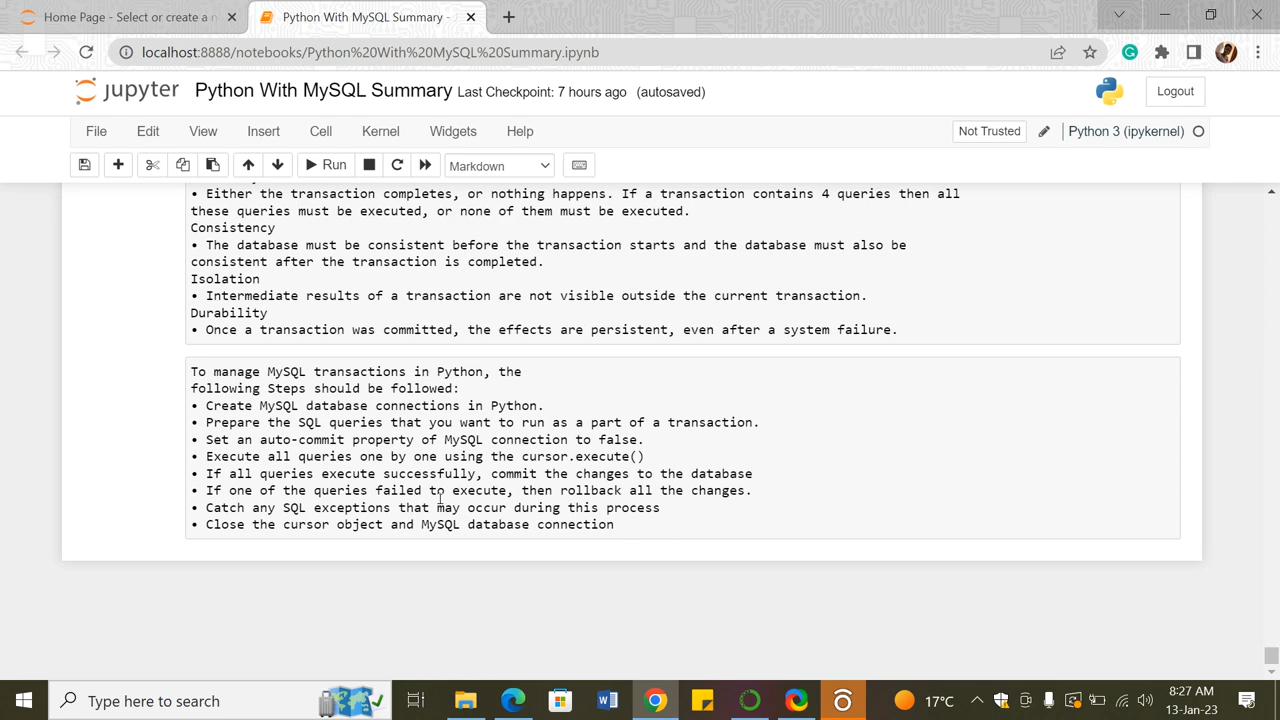 Home Page - Select or create a n
Python With MySQL Summary - J
localhost:8888/notebooks/Python%20With%20MySQL%20Summary.ipynb
jupyter Python With MySQL Summary Last Checkpoint: 7 hours ago (autosaved)
Logout
File Edit View Insert Cell Kernel Widgets Help
Not Trusted
Python 3 (ipykernel)
Run
Markdown
• Either the transaction completes, or nothing happens. If a transaction contains 4 queries then all
these queries must be executed, or none of them must be executed.
Consistency
• The database must be consistent before the transaction starts and the database must also be
consistent after the transaction is completed.
Isolation
• Intermediate results of a transaction are not visible outside the current transaction.
Durability
• Once a transaction was committed, the effects are persistent, even after a system failure.
To manage MySQL transactions in Python, the
following Steps should be followed:
• Create MySQL database connections in Python.
• Prepare the SQL queries that you want to run as a part of a transaction.
• Set an auto-commit property of MySQL connection to false.
• Execute all queries one by one using the cursor.execute()
• If all queries execute successfully, commit the changes to the database
• If one of the queries failed to execute, then rollback all the changes.
• Catch any SQL exceptions that may occur during this process
• Close the cursor object and MySQL database connection
Type here to search
17°C
8:27 AM
13-Jan-23